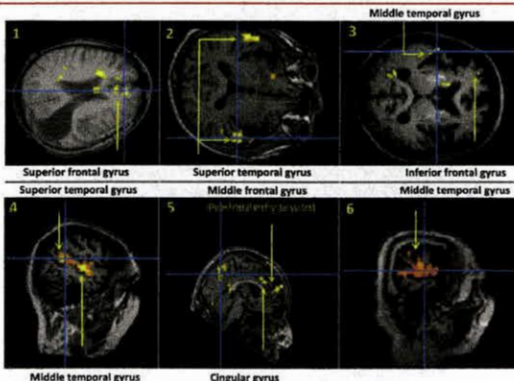 Middle temporal gyrus
1
2
3
Superior frontal gyrus
Superior temporal gyrus
Inferior frontal gyrus
Superior temporal gyrus
Middle frontal gyrus
Middle temporal gyrus
4
5
6
Middle temporal gyrus
Cingular gyrus